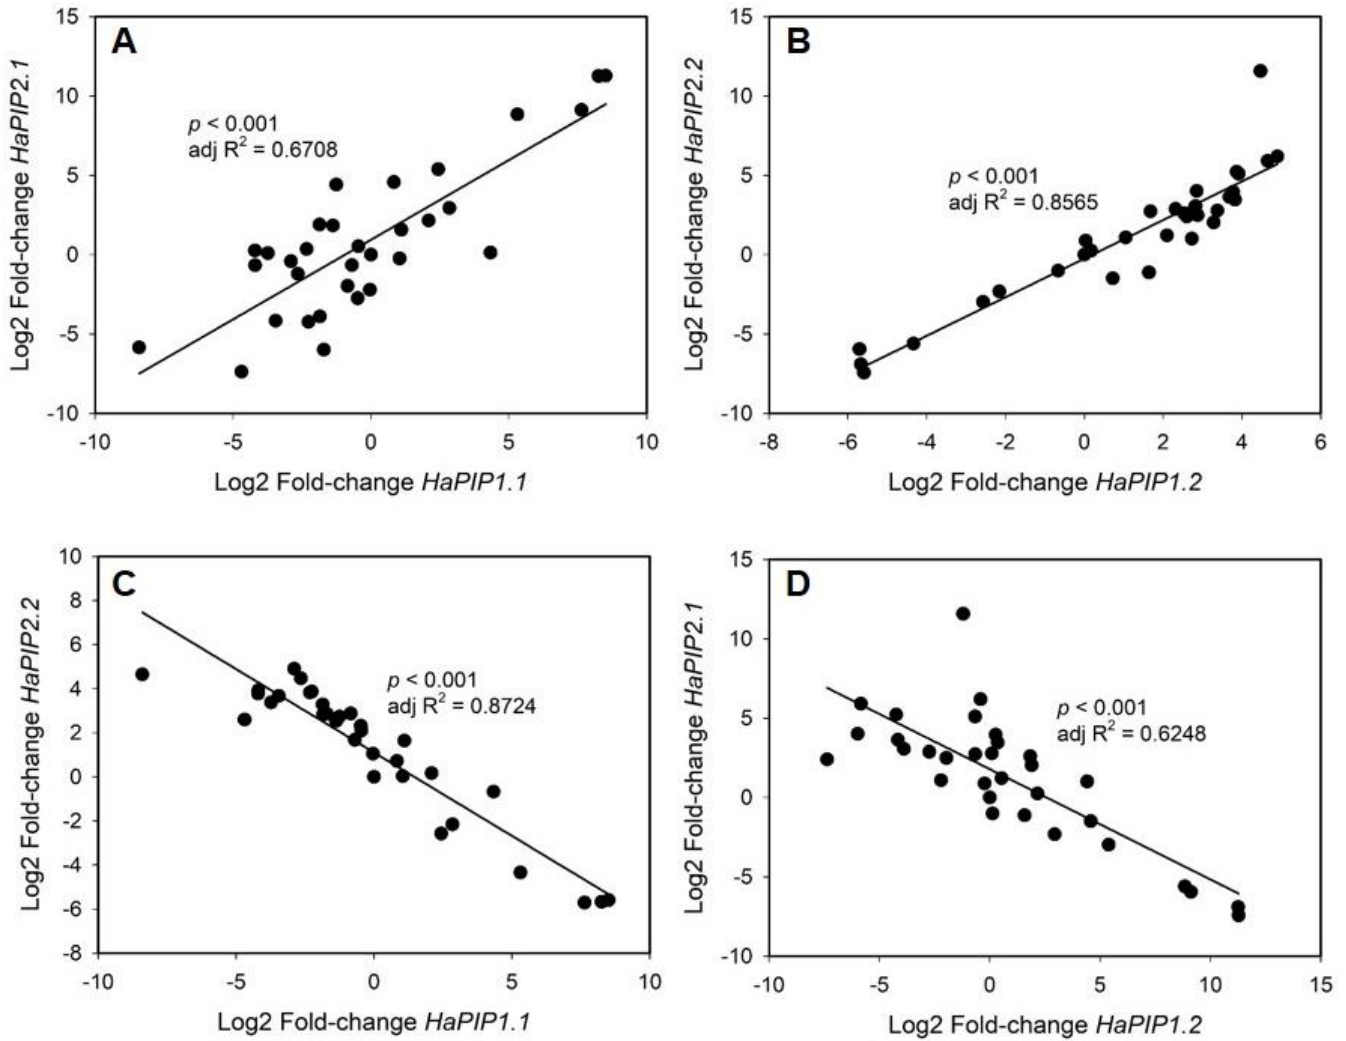 A
15
10
5
0
-5
-10
-10
-5
0
5
10
p < 0.001
adj R² = 0.6708
Log2 Fold-change HaPIP2.1
Log2 Fold-change HaPIP1.1
B
15
10
5
0
-5
-10
-8
-6
-4
-2
0
2
4
6
p < 0.001
adj R² = 0.8565
Log2 Fold-change HaPIP2.2
Log2 Fold-change HaPIP1.2
C
10
8
6
4
2
0
-2
-4
-6
-8
-10
-5
0
5
10
p < 0.001
adj R² = 0.8724
Log2 Fold-change HaPIP2.2
Log2 Fold-change HaPIP1.1
D
15
10
5
0
-5
-10
-10
-5
0
5
10
15
p < 0.001
adj R² = 0.6248
Log2 Fold-change HaPIP2.1
Log2 Fold-change HaPIP1.2